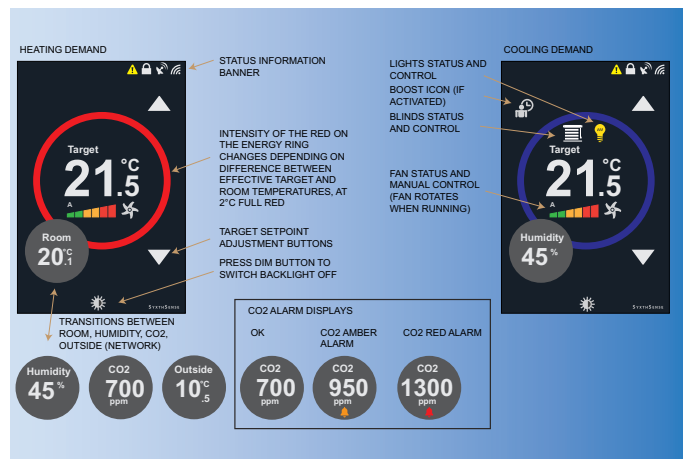 HEATING DEMAND
COOLING DEMAND
STATUS INFORMATION
BANNER
LIGHTS STATUS AND
CONTROL
BOOST ICON (IF
ACTIVATED)
BLINDS STATUS
AND CONTROL
INTENSITY OF THE RED ON
THE ENERGY RING
CHANGES DEPENDING ON
DIFFERENCE BETWEEN
EFFECTIVE TARGET AND
ROOM TEMPERATURES, AT
2°C FULL RED
FAN STATUS AND
MANUAL CONTROL
(FAN ROTATES
WHEN RUNNING)
TARGET SETPOINT
ADJUSTMENT BUTTONS
PRESS DIM BUTTON TO
SWITCH BACKLIGHT OFF
Target
21.5 °C
A
Room
20.1 °C
SYXTHSENSE
Target
21.5 °C
A
Humidity
45 %
SYXTHSENSE
TRANSITIONS BETWEEN
ROOM, HUMIDITY, CO2,
OUTSIDE (NETWORK)
Humidity
45 %
CO2
700
ppm
Outside
10.5 °C
CO2 ALARM DISPLAYS
OK
CO2 AMBER
ALARM
CO2 RED ALARM
CO2
700
ppm
CO2
950
ppm
CO2
1300
ppm